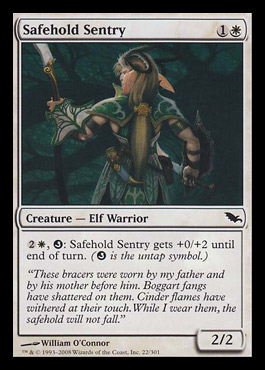 Safehold Sentry 1
Creature — Elf Warrior
2, : Safehold Sentry gets +0/+2 until
end of turn. ( is the untap symbol.)
“These bracers were worn by my father and
by his mother before him. Boggart fangs
have shattered on them. Cinder flames have
withered at their touch.While I wear them, the
safehold will not fall.”
William O’Connor
™ & © 1993–2008 Wizards of the Coast, Inc. 22/301
2/2